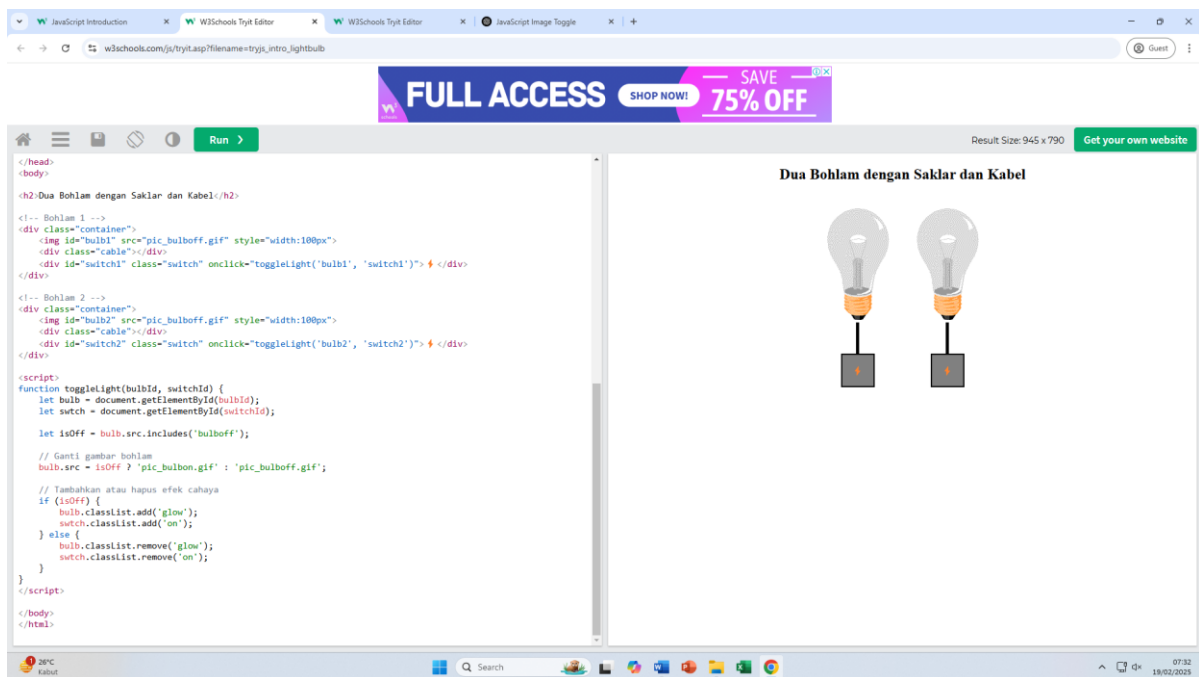 JavaScript Introduction
W3Schools Tryit Editor
W3Schools Tryit Editor
JavaScript Image Toggle
w3schools.com/js/tryit.asp?filename=tryjs_intro_lightbulb
Guest
FULL ACCESS
SHOP NOW!
SAVE
75% OFF
Run ❯
Result Size: 945 x 790
Get your own website
</head>
<body>
<h2>Dua Bohlam dengan Saklar dan Kabel</h2>
<!-- Bohlam 1 -->
<div class="container">
    <img id="bulb1" src="pic_bulboff.gif" style="width:100px">
    <div class="cable"></div>
    <div id="switch1" class="switch" onclick="toggleLight('bulb1', 'switch1')">⚡</div>
</div>
<!-- Bohlam 2 -->
<div class="container">
    <img id="bulb2" src="pic_bulboff.gif" style="width:100px">
    <div class="cable"></div>
    <div id="switch2" class="switch" onclick="toggleLight('bulb2', 'switch2')">⚡</div>
</div>
<script>
function toggleLight(bulbId, switchId) {
    let bulb = document.getElementById(bulbId);
    let swtch = document.getElementById(switchId);
    let isOff = bulb.src.includes('bulboff');
    // Ganti gambar bohlam
    bulb.src = isOff ? 'pic_bulbon.gif' : 'pic_bulboff.gif';
    // Tambahkan atau hapus efek cahaya
    if (isOff) {
        bulb.classList.add('glow');
        swtch.classList.add('on');
    } else {
        bulb.classList.remove('glow');
        swtch.classList.remove('on');
    }
}
</script>
</body>
</html>
Dua Bohlam dengan Saklar dan Kabel
1
26°C
Kabut
Search
07:32
19/02/2025